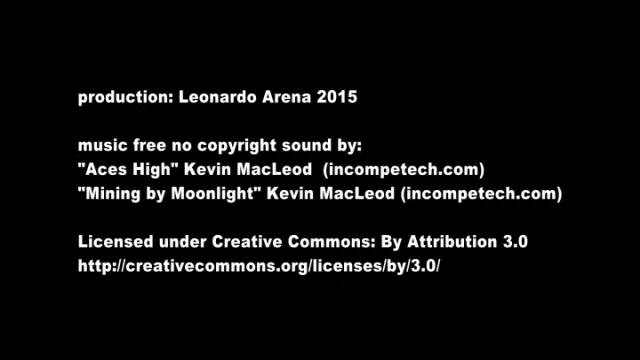 production: Leonardo Arena 2015
music free no copyright sound by:
"Aces High" Kevin MacLeod  (incompetech.com)
"Mining by Moonlight" Kevin MacLeod (incompetech.com)
Licensed under Creative Commons: By Attribution 3.0
http://creativecommons.org/licenses/by/3.0/